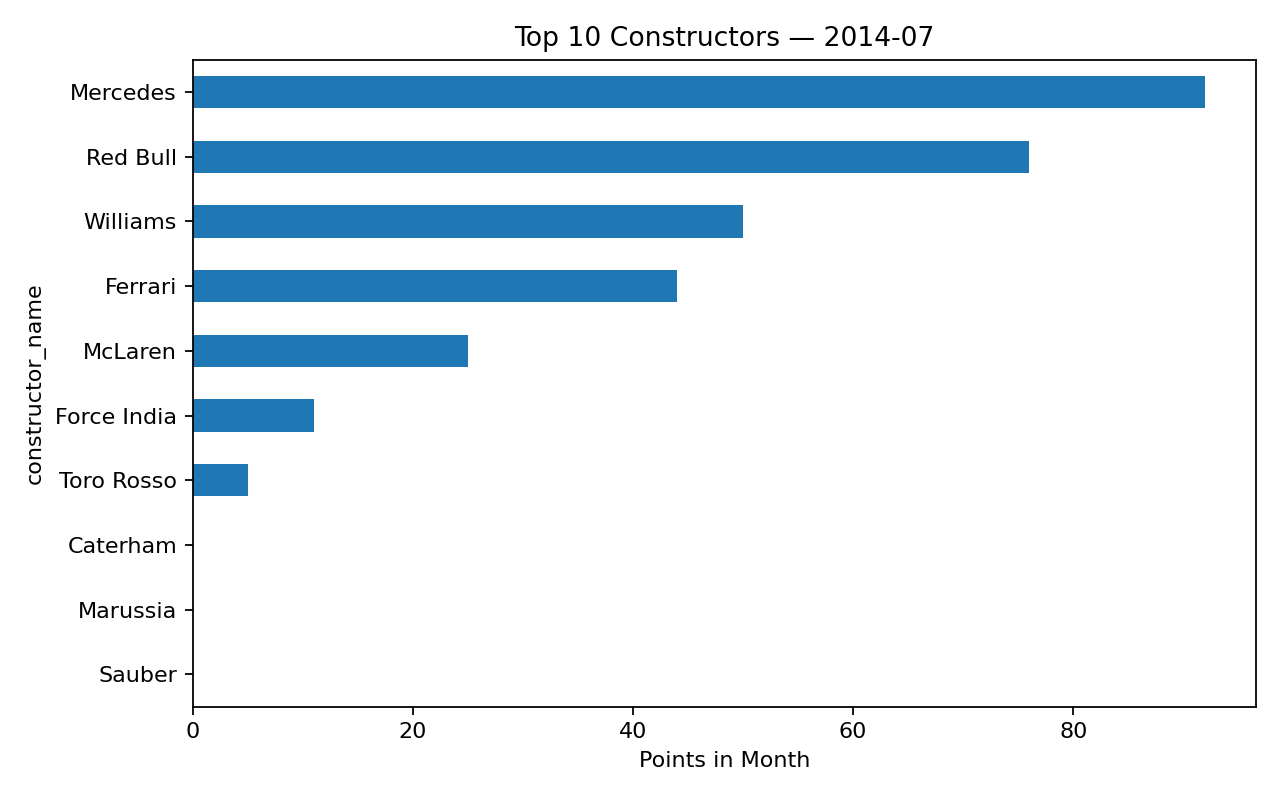 Top 10 Constructors — 2014-07
constructor_name
Mercedes
Red Bull
Williams
Ferrari
McLaren
Force India
Toro Rosso
Caterham
Marussia
Sauber
0 20 40 60 80
Points in Month